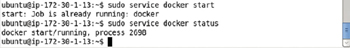 ubuntu@ip-172-30-1-13:~$ sudo service docker start
start: Job is already running: docker
ubuntu@ip-172-30-1-13:~$ sudo service docker status
docker start/running, process 2698
ubuntu@ip-172-30-1-13:~$